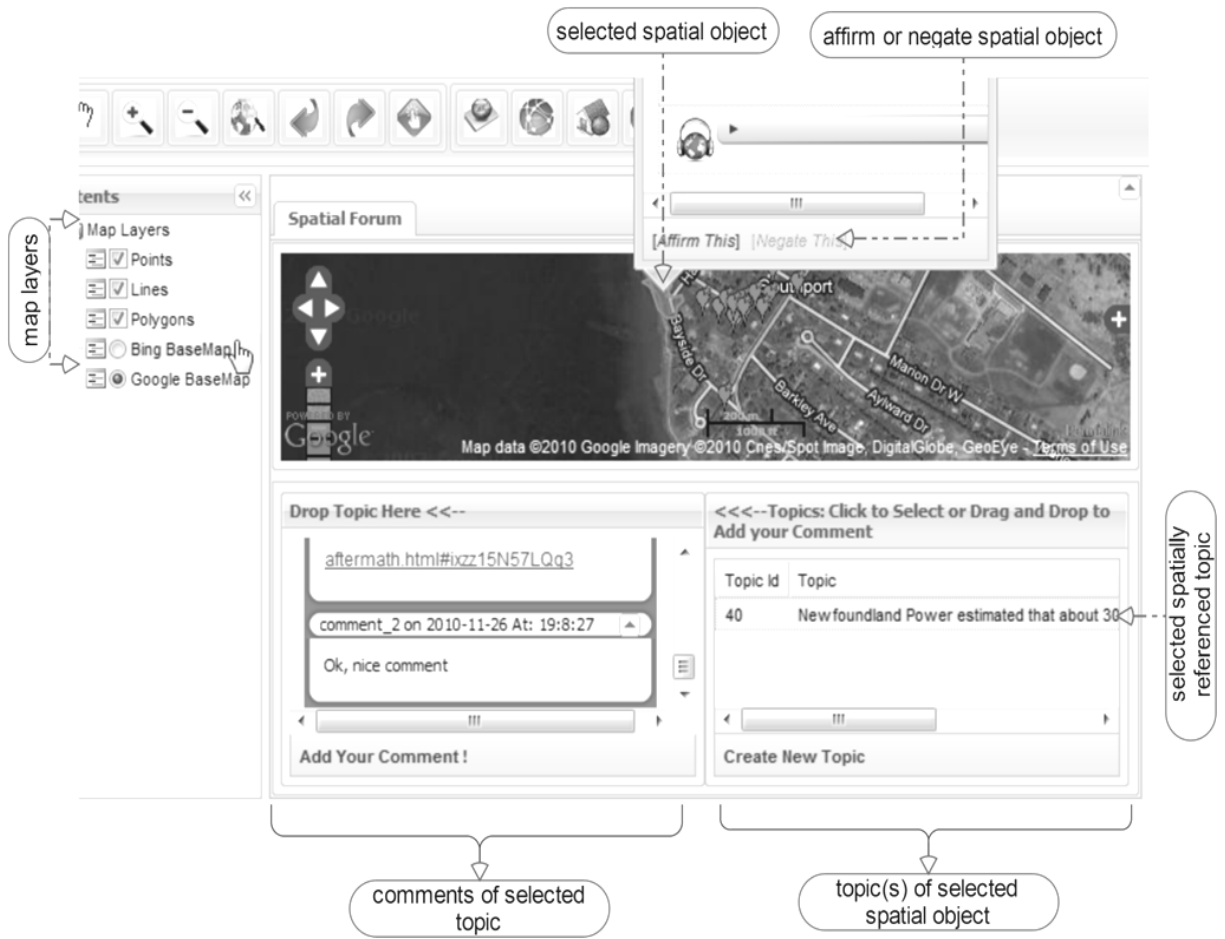 selected spatial object
affirm or negate spatial object
tents
Map Layers
Points
Lines
Polygons
Bing BaseMap
Google BaseMap
map layers
Spatial Forum
[Affirm This] [Negate This]
Bayside Dr
Barkley Ave
Aylward Dr
Marion Dr W
200 m
1000 ft
POWERED BY
Google
Map data ©2010 Google Imagery ©2010 Cnes/Spot Image, DigitalGlobe, GeoEye - Terms of Use
Drop Topic Here <<--
aftermath.html#ixzz15N57LQq3
comment_2 on 2010-11-26 At: 19:8:27
Ok, nice comment
Add Your Comment !
<<<--Topics: Click to Select or Drag and Drop to
Add your Comment
Topic Id Topic
40 Newfoundland Power estimated that about 30
Create New Topic
selected spatially
referenced topic
comments of selected
topic
topic(s) of selected
spatial object